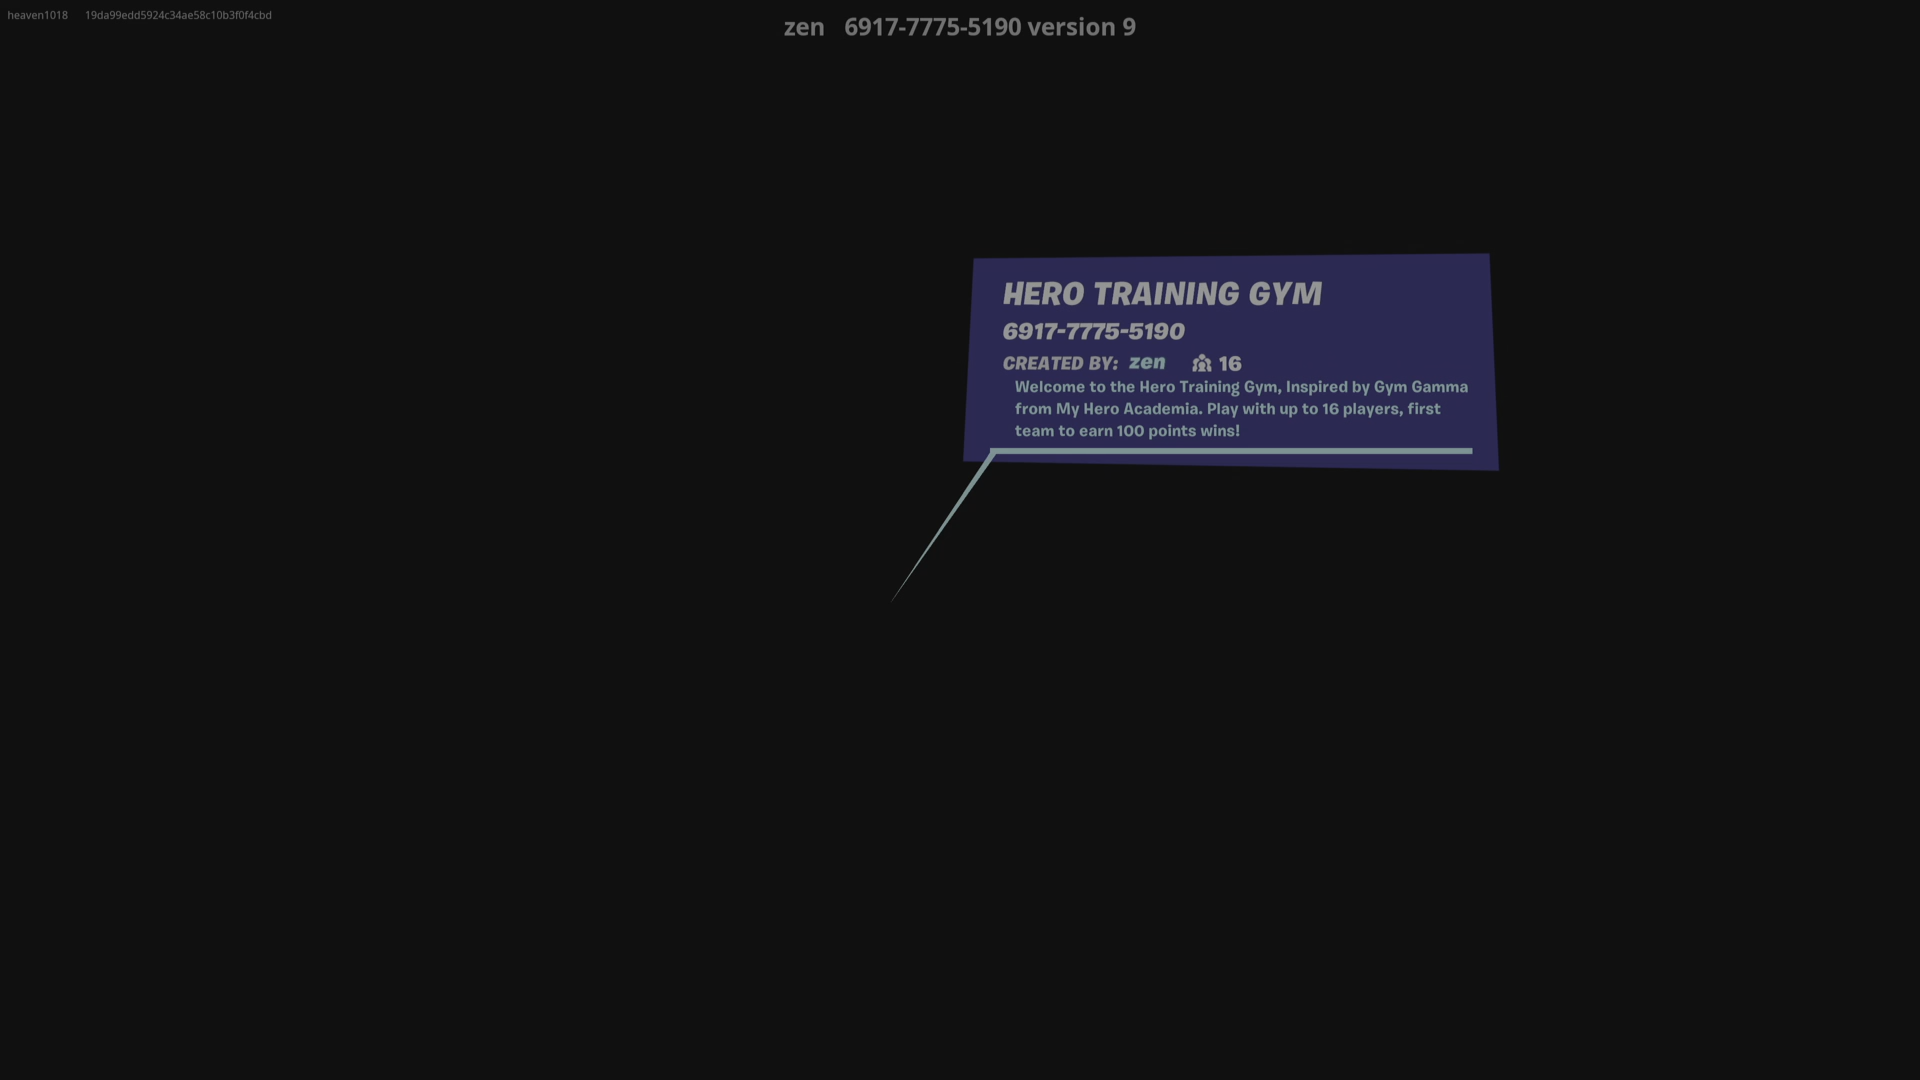 heaven1018 19da99edd5924c34ae58c10b3f0f4cbd
zen 6917-7775-5190 version 9
HERO TRAINING GYM
6917-7775-5190
CREATED BY: zen 16
Welcome to the Hero Training Gym, Inspired by Gym Gamma
from My Hero Academia. Play with up to 16 players, first
team to earn 100 points wins!